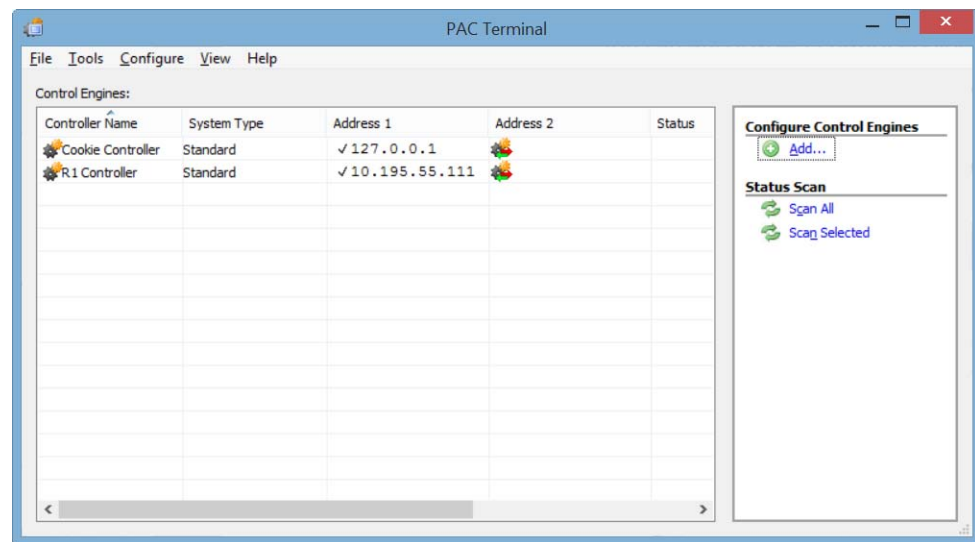 PAC Terminal
File Tools Configure View Help
Control Engines:
Controller Name System Type Address 1 Address 2 Status
Cookie Controller Standard √127.0.0.1
R1 Controller Standard √10.195.55.111
Configure Control Engines
Add...
Status Scan
Scan All
Scan Selected